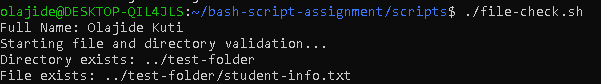 olajide@DESKTOP-QIL4JLS:~/bash-script-assignment/scripts$ ./file-check.sh
Full Name: Olajide Kuti
Starting file and directory validation...
Directory exists: ../test-folder
File exists: ../test-folder/student-info.txt